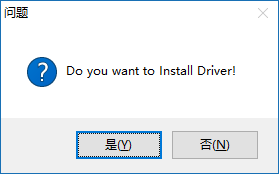 问题
Do you want to Install Driver!
是(Y)
否(N)